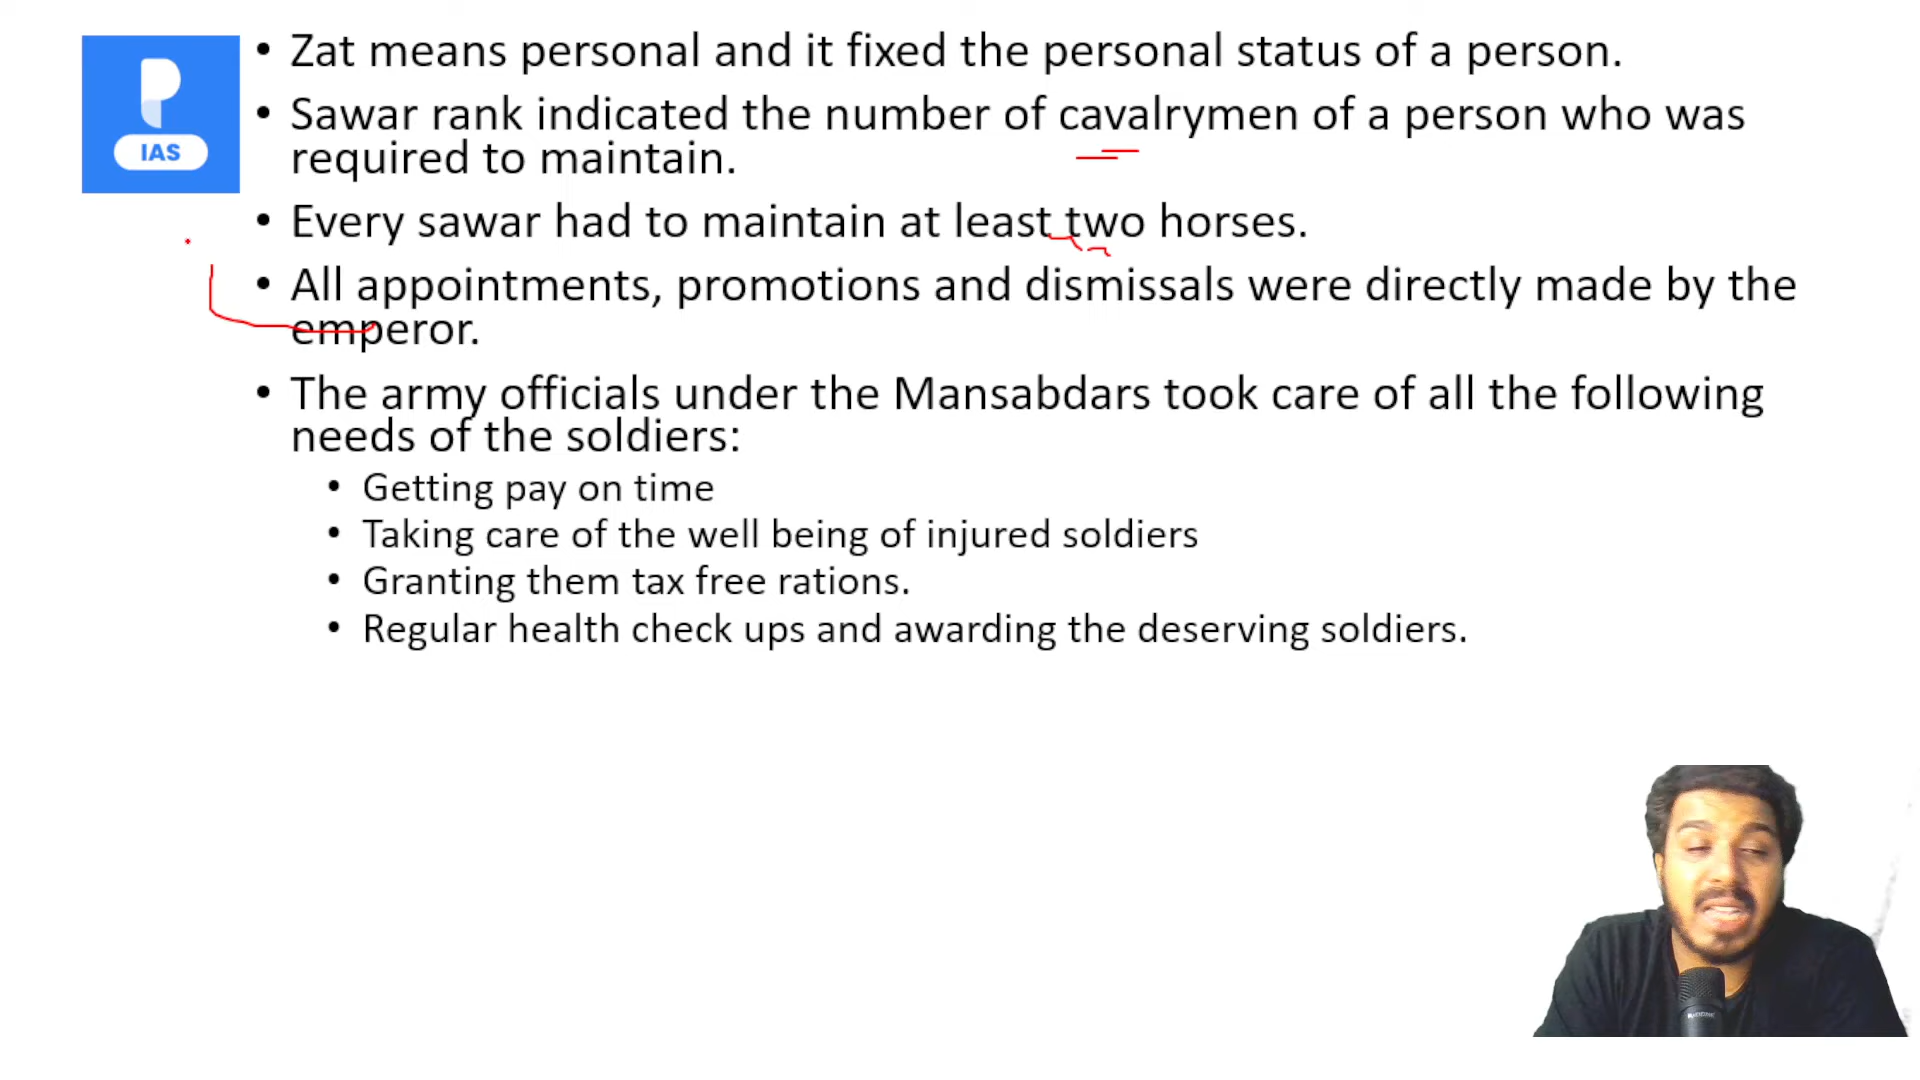 IAS
• Zat means personal and it fixed the personal status of a person.
• Sawar rank indicated the number of cavalrymen of a person who was
required to maintain.
• Every sawar had to maintain at least two horses.
• All appointments, promotions and dismissals were directly made by the
emperor.
• The army officials under the Mansabdars took care of all the following
needs of the soldiers:
• Getting pay on time
• Taking care of the well being of injured soldiers
• Granting them tax free rations.
• Regular health check ups and awarding the deserving soldiers.